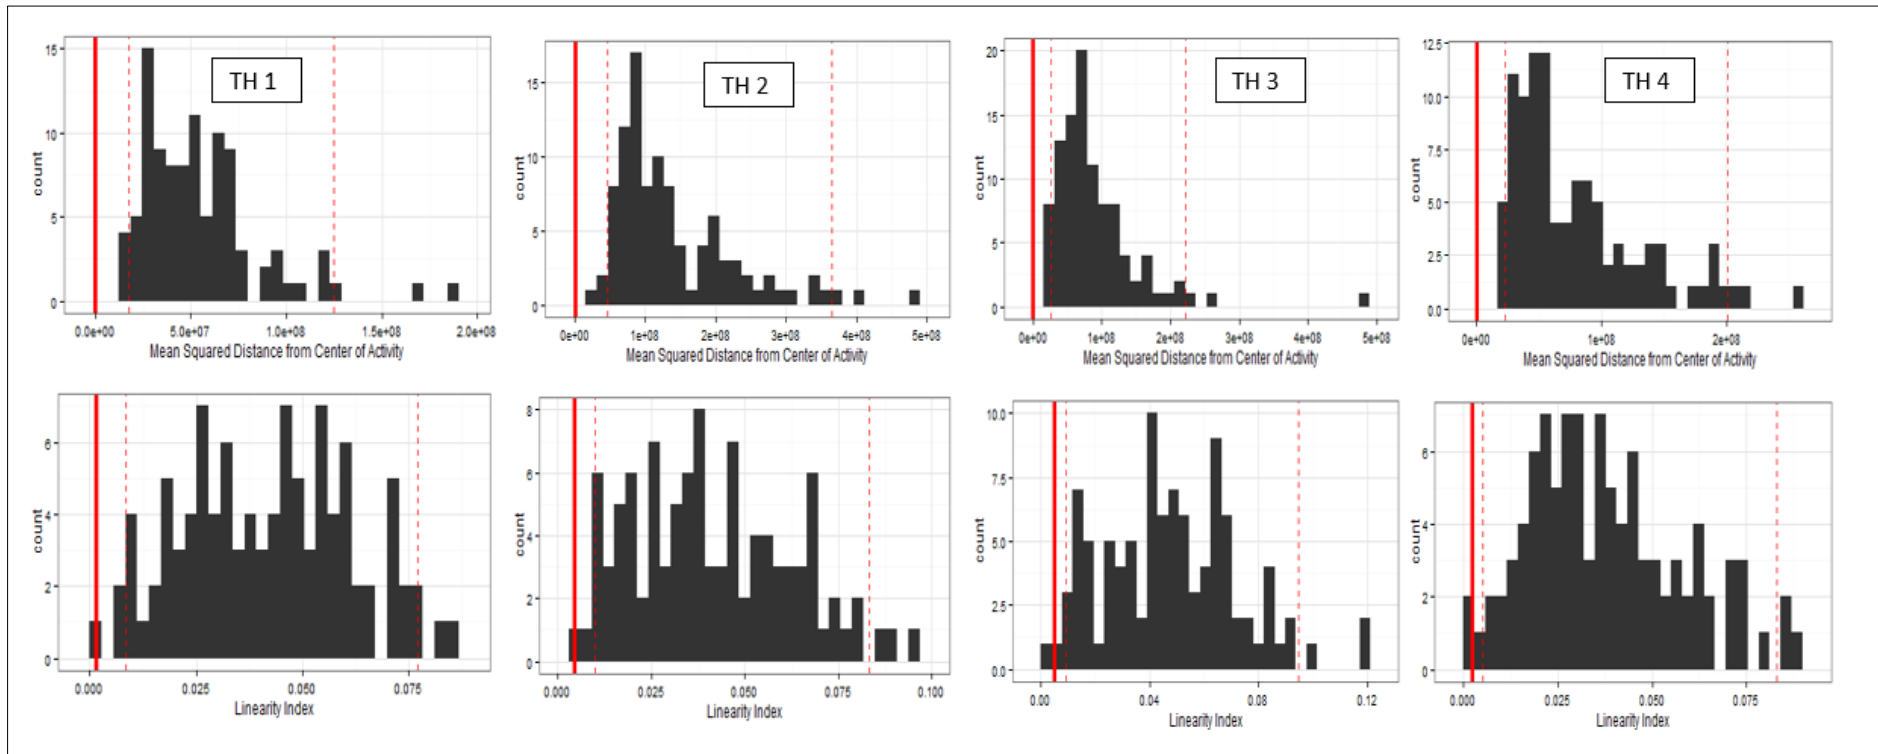 TH 1
15
10
5
0
count
0.0e+00 5.0e+07 1.0e+08 1.5e+08 2.0e+08
Mean Squared Distance from Center of Activity
TH 2
15
10
5
0
count
0e+00 1e+08 2e+08 3e+08 4e+08 5e+08
Mean Squared Distance from Center of Activity
TH 3
20
15
10
5
0
count
0e+00 1e+08 2e+08 3e+08 4e+08 5e+08
Mean Squared Distance from Center of Activity
TH 4
12.5
10.0
7.5
5.0
2.5
0.0
count
0e+00 1e+08 2e+08
Mean Squared Distance from Center of Activity
6
4
2
0
count
0.000 0.025 0.050 0.075
Linearity Index
8
6
4
2
0
count
0.000 0.025 0.050 0.075 0.100
Linearity Index
10.0
7.5
5.0
2.5
0.0
count
0.00 0.04 0.08 0.12
Linearity Index
6
4
2
0
count
0.000 0.025 0.050 0.075
Linearity Index